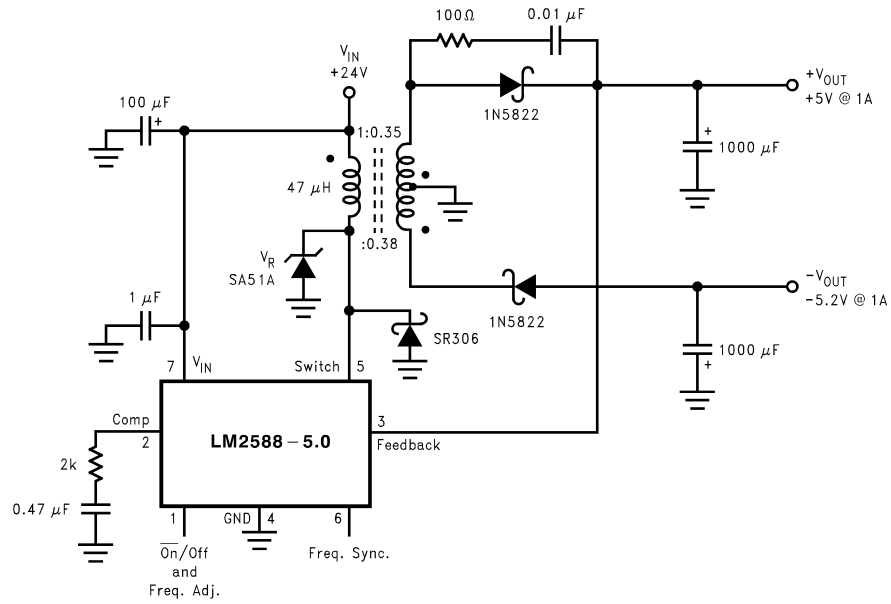 100Ω
0.01 μF
V_IN
+24V
+V_OUT
+5V @ 1A
100 μF
+
1N5822
1:0.35
+
1000 μF
47 μH
:0.38
V_R
SA51A
-V_OUT
-5.2V @ 1A
1 μF
1N5822
SR306
1000 μF
+
7
V_IN
Switch
5
Comp
2
LM2588-5.0
3
Feedback
2k
0.47 μF
1
GND
4
6
O̅n̅/Off
and
Freq. Adj.
Freq. Sync.